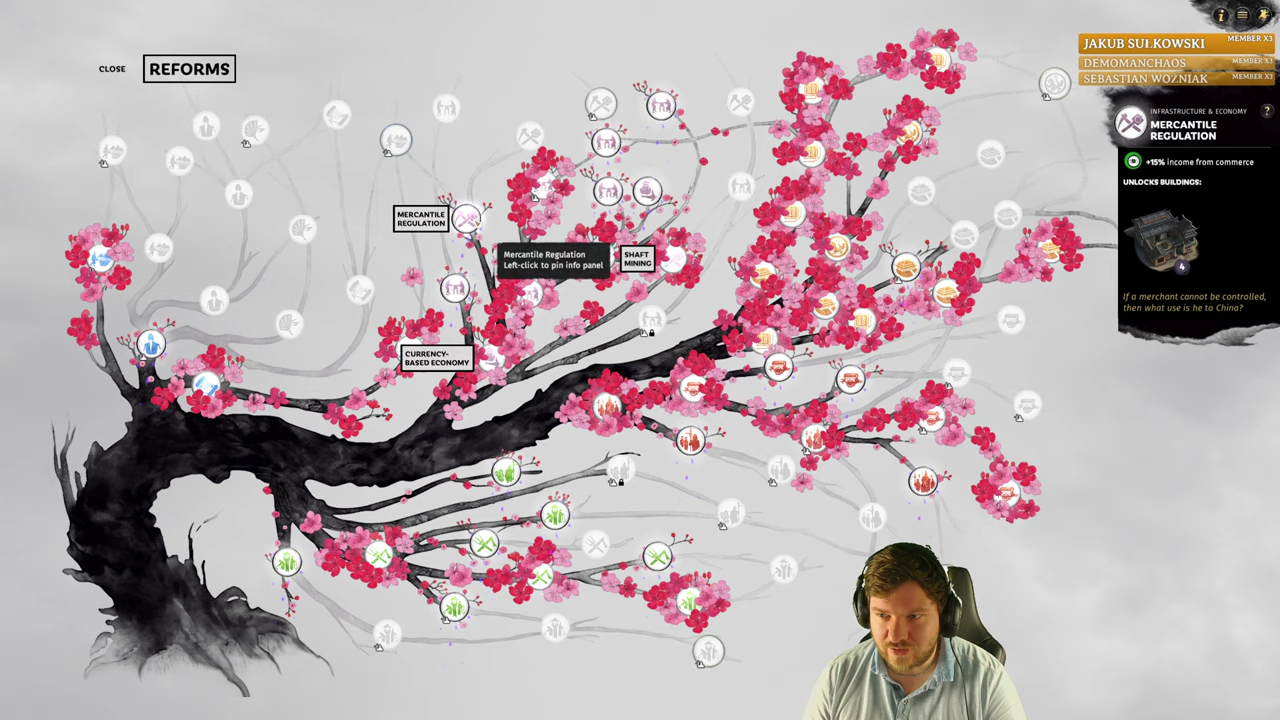 CLOSE
REFORMS
JAKUB SUŁKOWSKI
MEMBER X3
DEMOMANCHAOS
MEMBER X3
SEBASTIAN WOZNIAK
MEMBER X3
INFRASTRUCTURE & ECONOMY
?
MERCANTILE
REGULATION
+15% income from commerce
UNLOCKS BUILDINGS:
4
If a merchant cannot be controlled,
then what use is he to China?
MERCANTILE
REGULATION
Mercantile Regulation
Left-click to pin info panel
SHAFT
MINING
CURRENCY-
BASED ECONOMY